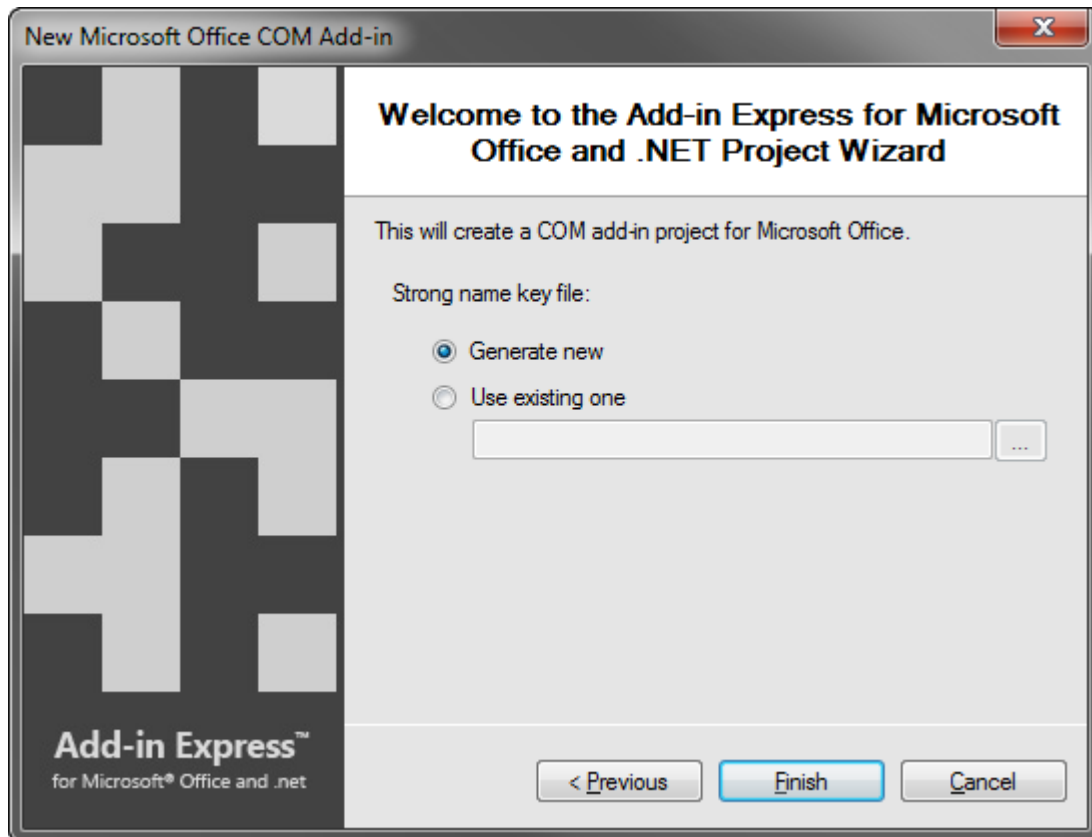 New Microsoft Office COM Add-in
Welcome to the Add-in Express for Microsoft
Office and .NET Project Wizard
This will create a COM add-in project for Microsoft Office.
Strong name key file:
Generate new
Use existing one
...
Add-in Express™
for Microsoft® Office and .net
< Previous
Finish
Cancel